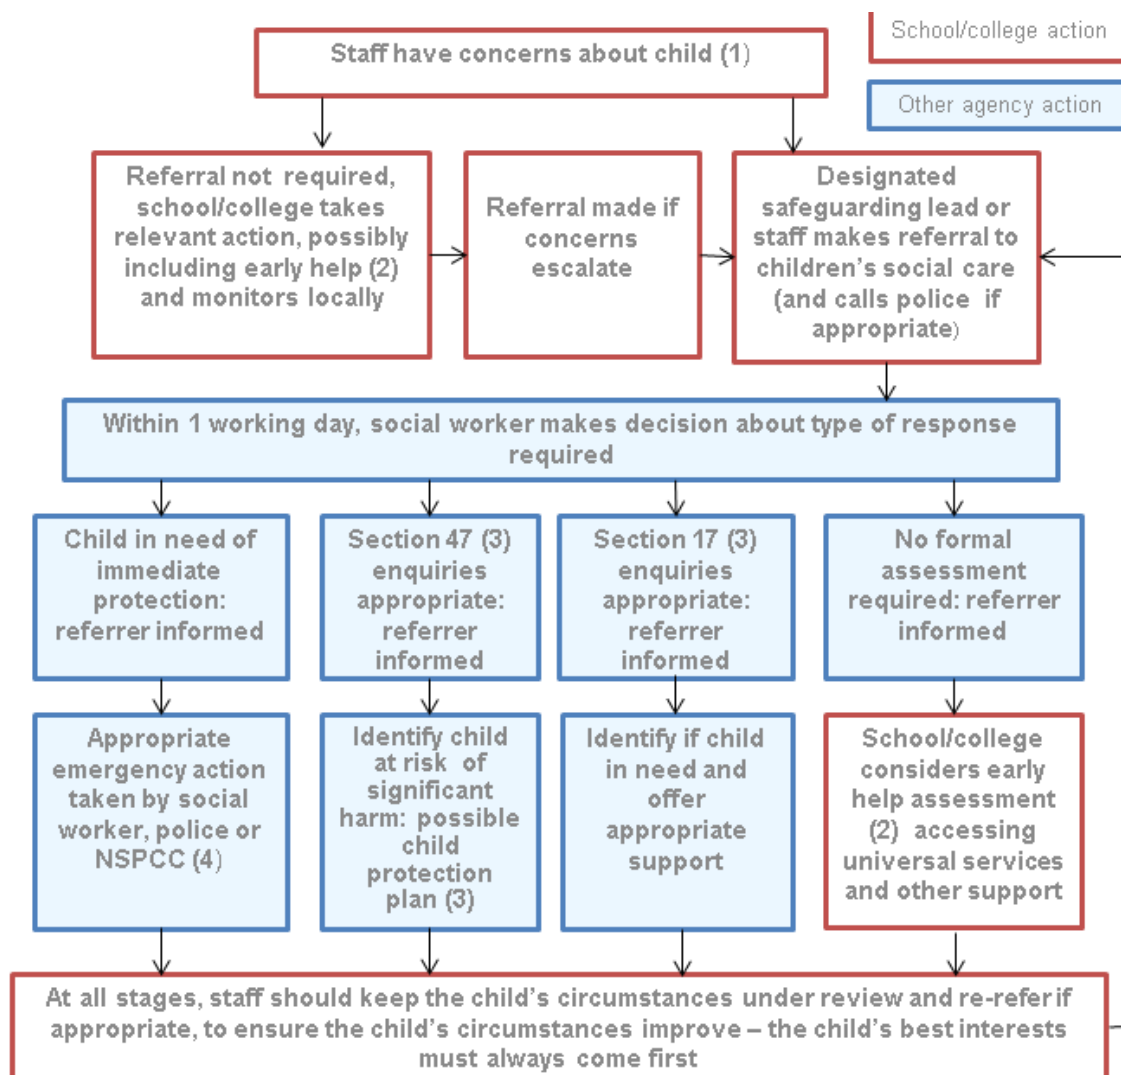 School/college action
Staff have concerns about child (1)
Other agency action
Referral not required,
school/college takes
relevant action, possibly
including early help (2)
and monitors locally
Referral made if
concerns
escalate
Designated
safeguarding lead or
staff makes referral to
children’s social care
(and calls police if
appropriate)
Within 1 working day, social worker makes decision about type of response
required
Child in need of
immediate
protection:
referrer informed
Section 47 (3)
enquiries
appropriate:
referrer
informed
Section 17 (3)
enquiries
appropriate:
referrer
informed
No formal
assessment
required: referrer
informed
Appropriate
emergency action
taken by social
worker, police or
NSPCC (4)
Identify child
at risk of
significant
harm: possible
child
protection
plan (3)
Identify if child
in need and
offer
appropriate
support
School/college
considers early
help assessment
(2) accessing
universal services
and other support
At all stages, staff should keep the child’s circumstances under review and re-refer if
appropriate, to ensure the child’s circumstances improve – the child’s best interests
must always come first